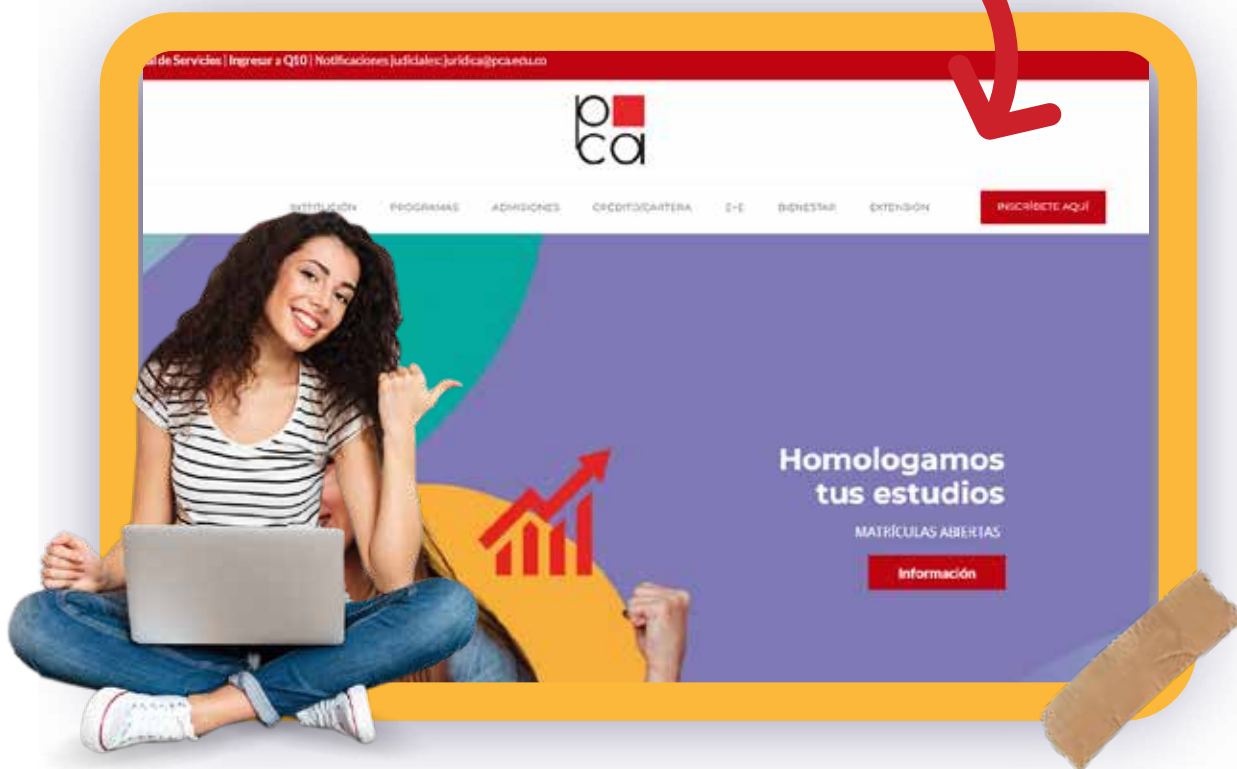 al de Servicios | Ingresar a Q10 | Notificaciones judiciales: juridica@pca.edu.co
pca
INSTITUCIÓN PROGRAMAS ADMISIONES CRÉDITO/CARTERA E+E BIENESTAR EXTENSIÓN INSCRÍBETE AQUÍ
Homologamos
tus estudios
MATRÍCULAS ABIERTAS
Información